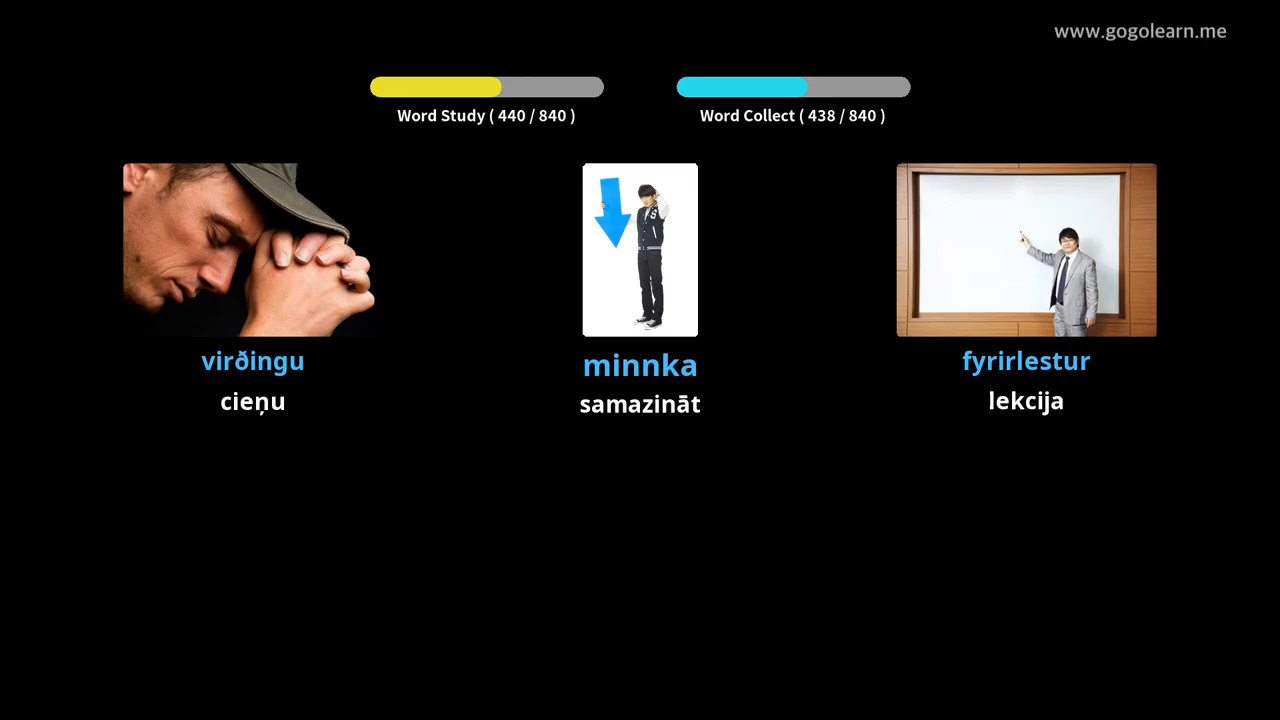 www.gogolearn.me
Word Study ( 440 / 840 )
Word Collect ( 438 / 840 )
virðingu
minnka
fyrirlestur
cieņu
samazināt
lekcija